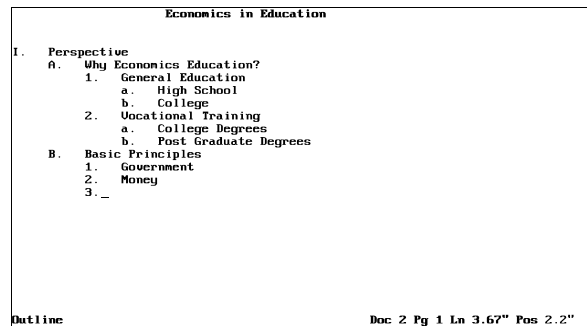 Economics in Education
I. Perspective
A. Why Economics Education?
1. General Education
a. High School
b. College
2. Vocational Training
a. College Degrees
b. Post Graduate Degrees
B. Basic Principles
1. Government
2. Money
3._
Outline Doc 2 Pg 1 Ln 3.67" Pos 2.2"